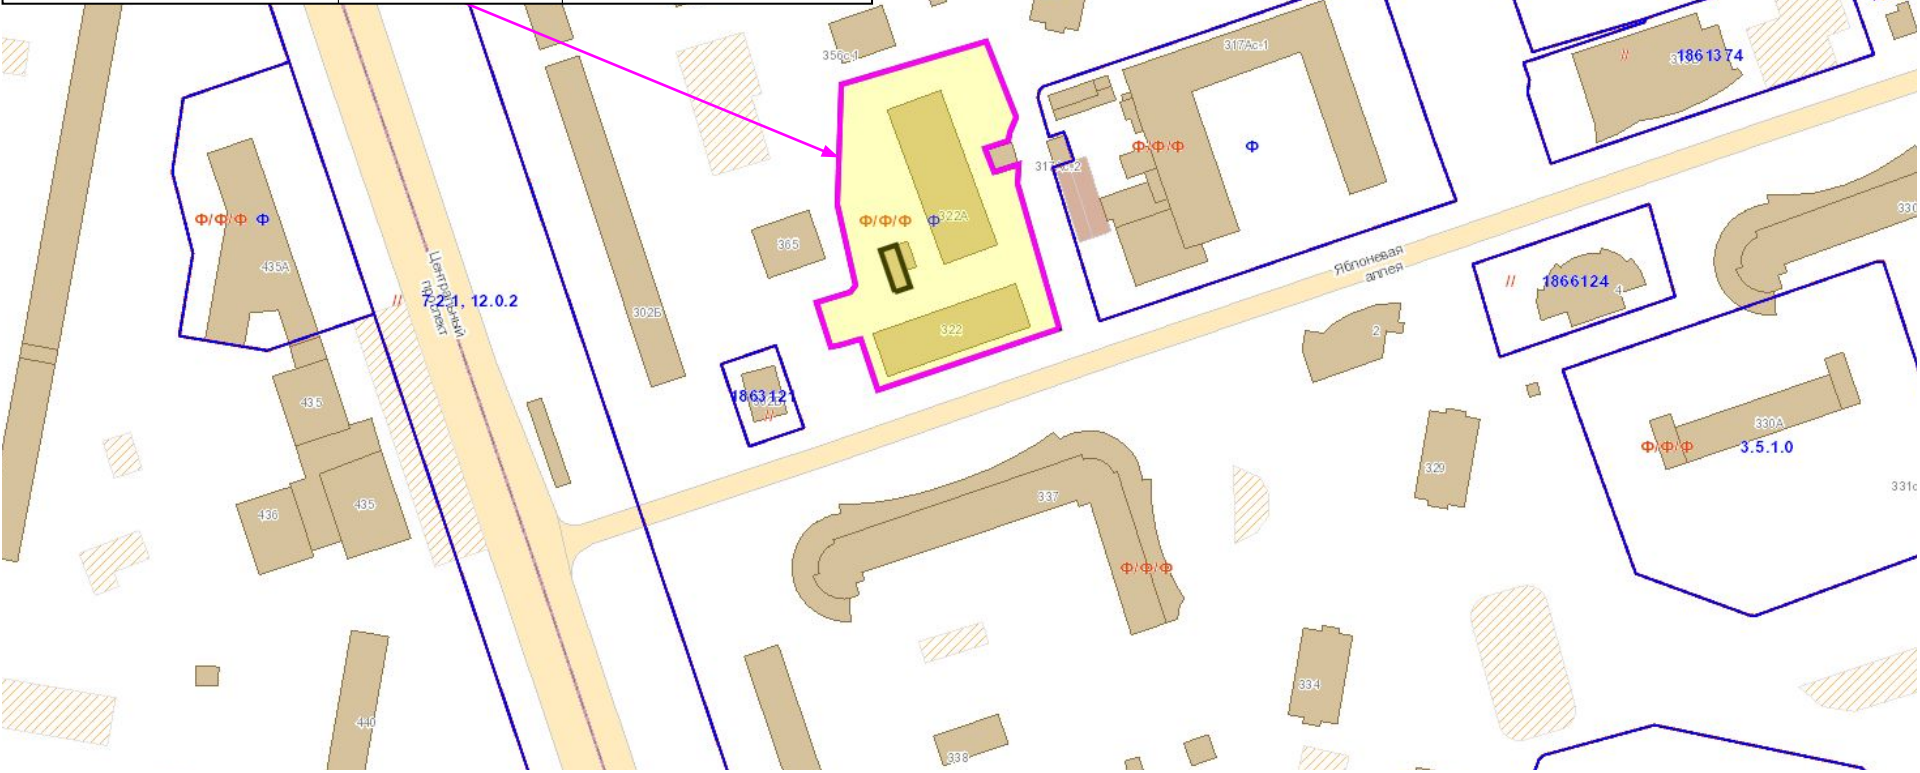 317Ас.1
356с.1
1861374
Ф/Ф/Ф
Ф
Ф/Ф/Ф
Ф
Ф/Ф/Ф
Ф
322А
330
365
435А
Яблоневая
аллея
//
1866124
4
//
7.2.1, 12.0.2
Центральный
проспект
302Б
322
2
1863121
//
435
330А
Ф/Ф/Ф
3.5.1.0
329
331с
337
435
436
Ф/Ф/Ф
334
440
338
//